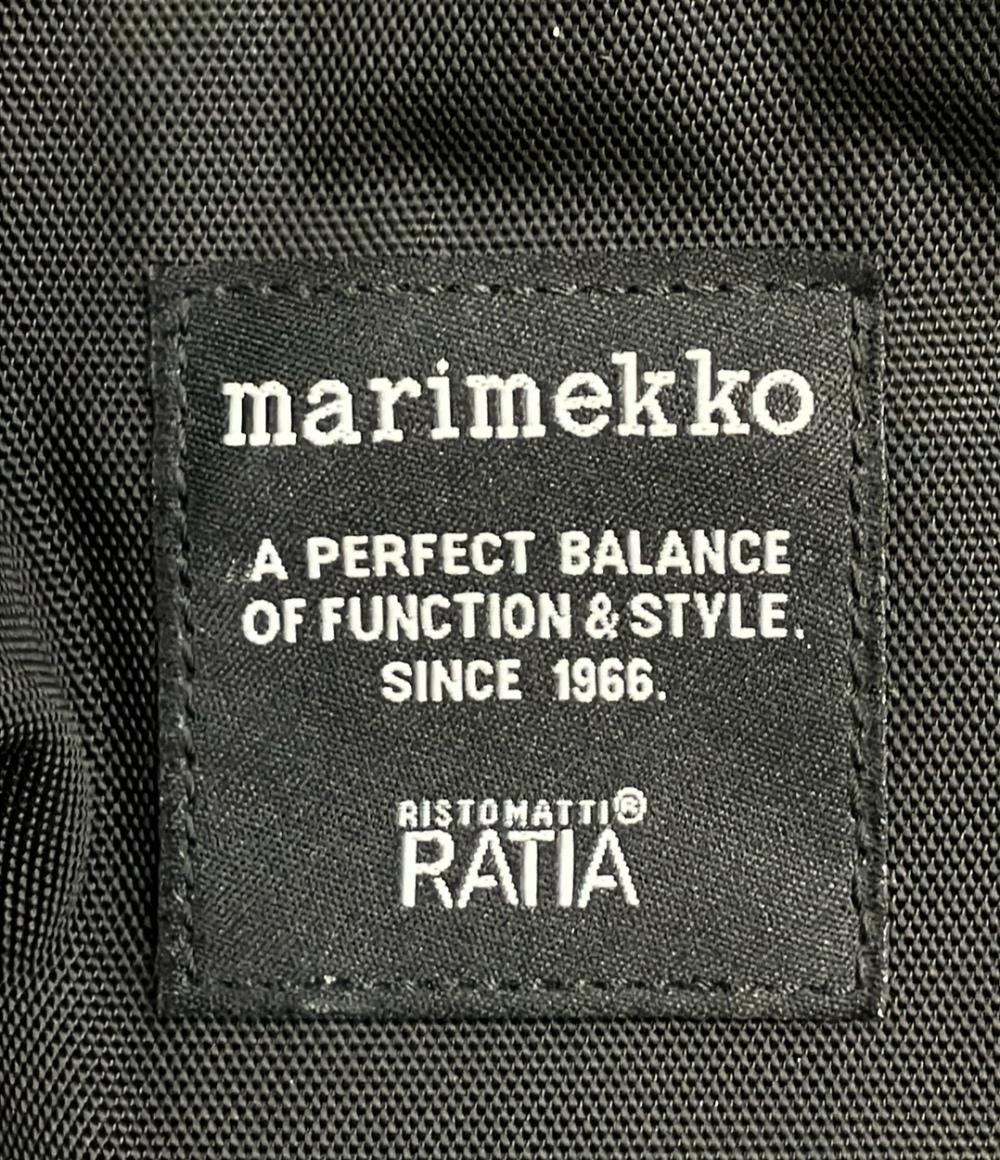 marimekko
A PERFECT BALANCE
OF FUNCTION & STYLE.
SINCE 1966.
RISTOMATTI®
RATIA